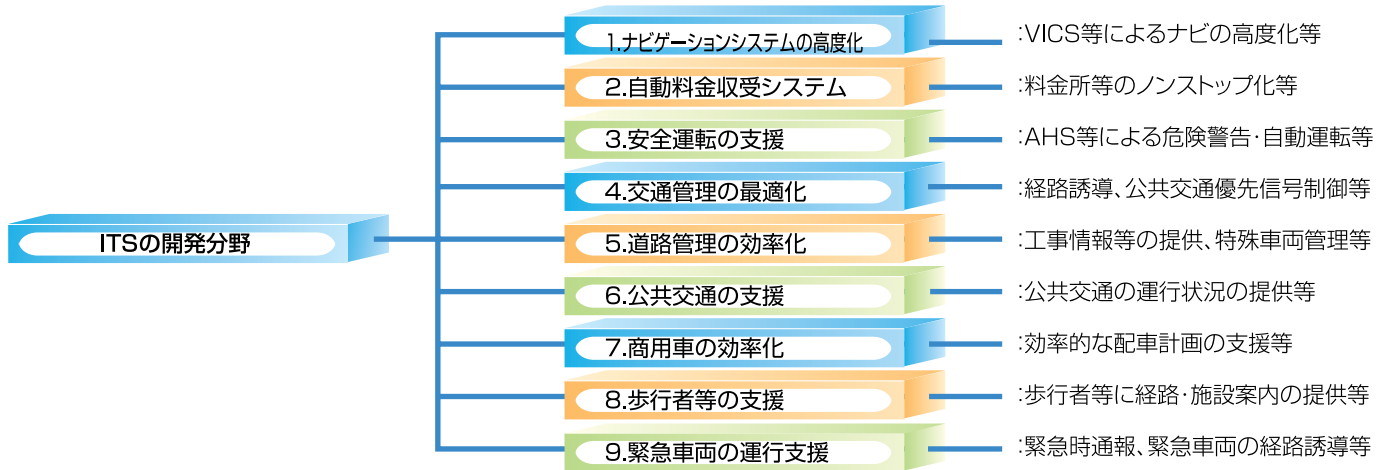 ITSの開発分野
1.ナビゲーションシステムの高度化
:VICS等によるナビの高度化等
2.自動料金収受システム
:料金所等のノンストップ化等
3.安全運転の支援
:AHS等による危険警告・自動運転等
4.交通管理の最適化
:経路誘導、公共交通優先信号制御等
5.道路管理の効率化
:工事情報等の提供、特殊車両管理等
6.公共交通の支援
:公共交通の運行状況の提供等
7.商用車の効率化
:効率的な配車計画の支援等
8.歩行者等の支援
:歩行者等に経路・施設案内の提供等
9.緊急車両の運行支援
:緊急時通報、緊急車両の経路誘導等